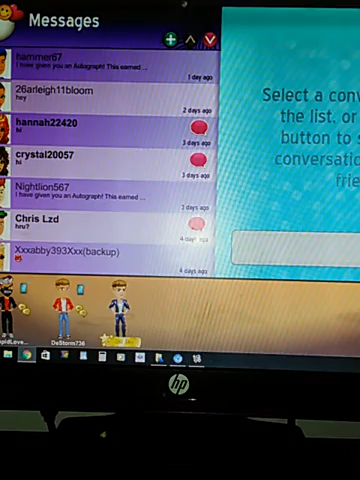 Messages
hammer67
I have given you an Autograph! This earned ...
1 day ago
26arleigh11bloom
hey
2 days ago
hannah22420
hi
3 days ago
crystal20057
hi
3 days ago
Nightlion567
I have given you an Autograph! This earned ...
3 days ago
Chris Lzd
hru?
4 days ago
Xxxabby393Xxx(backup)
4 days ago
Select a conv
the list, or
button to s
conversatio
frie
DeStorm736
hp